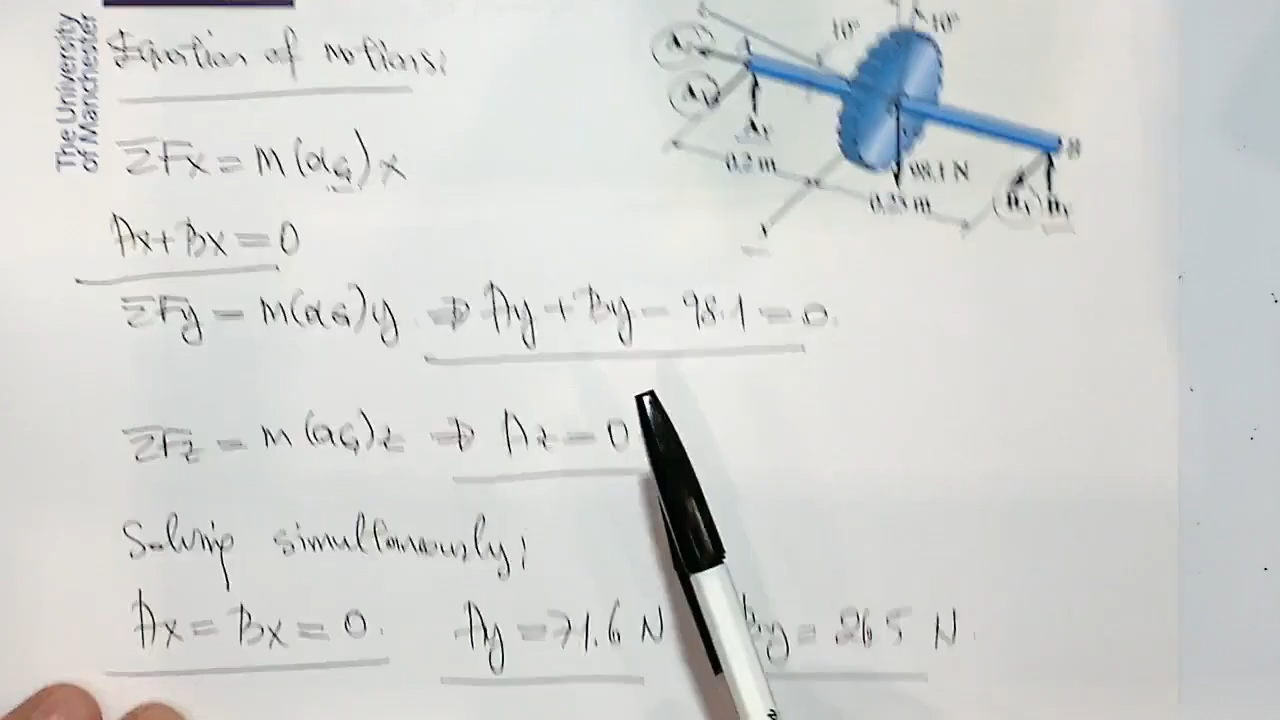 The University
of Manchester
Equation of motions:
ΣFx = m(aG)x
Ax + Bx = 0
ΣFy = m(aG)y ⇒ Ay + By - 98.1 = 0.
ΣFz = m(aG)z ⇒ Az = 0
Solving simultanously;
Ax = Bx = 0. Ay = 71.6 N By = 26.5 N.
10° 10°
0.2 m
98.1 N
0.25 m
B